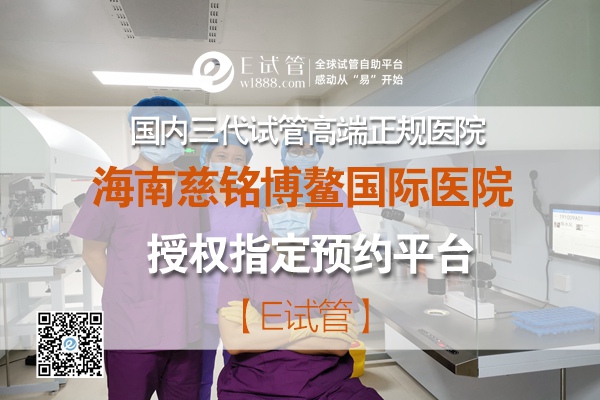 E试管
w1888.com
全球试管自助平台
感动从“易”开始
国内三代试管高端正规医院
海南慈铭博鳌国际医院
授权指定预约平台
【E试管】